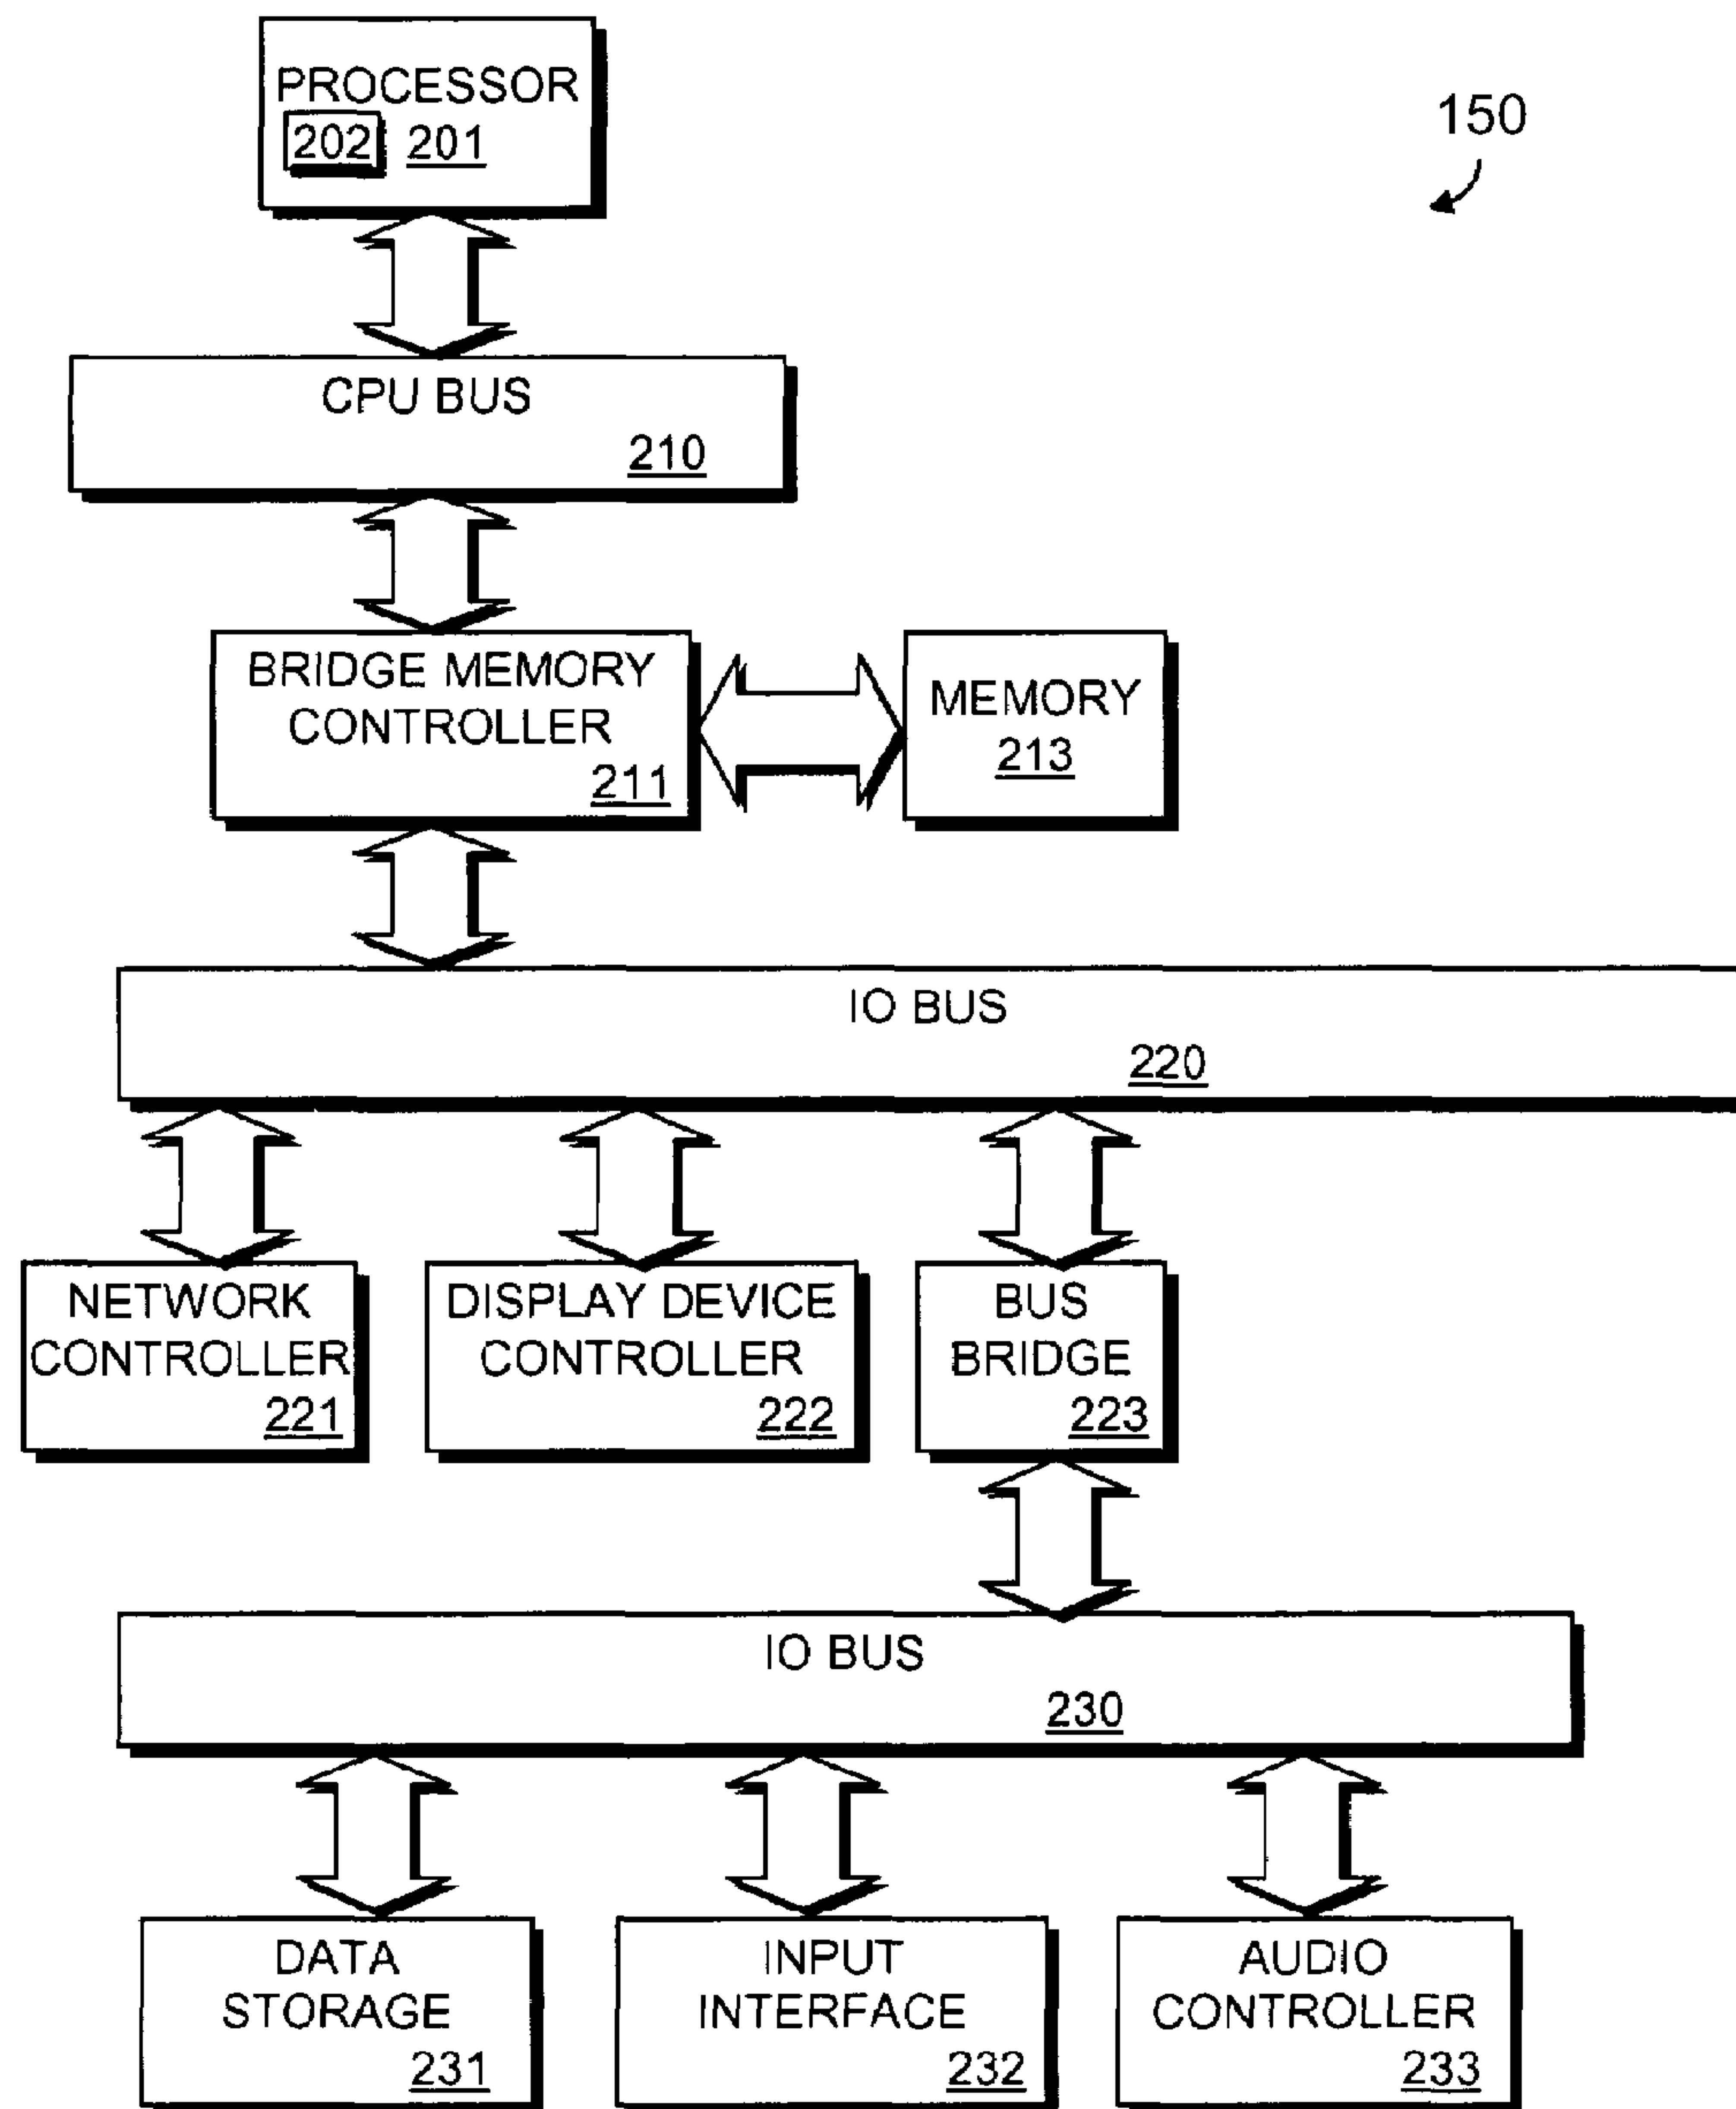 PROCESSOR
202 201
150
CPU BUS
210
BRIDGE MEMORY
CONTROLLER
211
MEMORY
213
IO BUS
220
NETWORK
CONTROLLER
221
DISPLAY DEVICE
CONTROLLER
222
BUS
BRIDGE
223
IO BUS
230
DATA
STORAGE
231
INPUT
INTERFACE
232
AUDIO
CONTROLLER
233